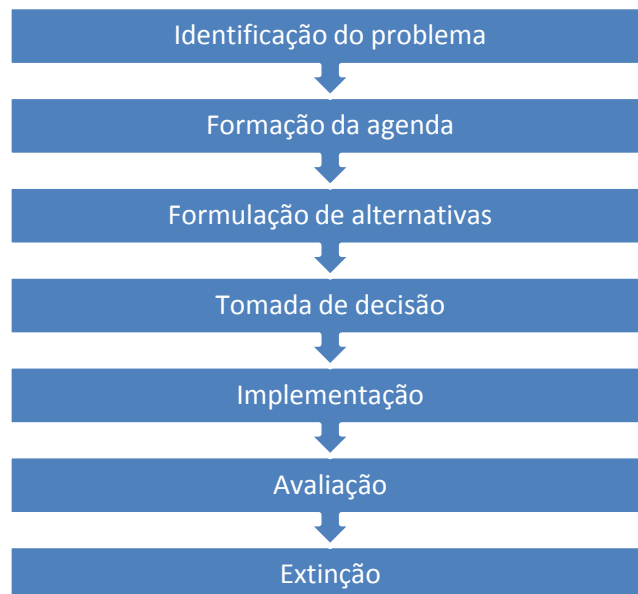 Identificação do problema
Formação da agenda
Formulação de alternativas
Tomada de decisão
Implementação
Avaliação
Extinção